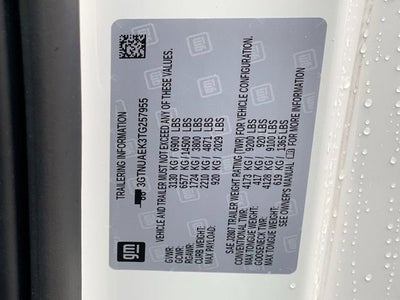 TRAILERING INFORMATION
3GTNUAEK3TG257955
VEHICLE AND TRAILER MUST NOT EXCEED ANY OF THESE VALUES.
GVWR: 3130 KG/ 6900 LBS
GCWR: 6577 KG/ 14500 LBS
RGAWR: 1724 KG/ 3800 LBS
CURB WEIGHT: 2210 KG/ 4871 LBS
MAX PAYLOAD: 920 KG/ 2029 LBS
SAE J2807 TRAILER WEIGHT RATING (TWR) FOR VEHICLE CONFIGURATION.
CONVENTIONAL TWR: 4173 KG/ 9200 LBS
MAX TONGUE WEIGHT: 417 KG/ 920 LBS
GOOSENECK TWR: 4128 KG/ 9100 LBS
MAX TONGUE WEIGHT: 619 KG/ 1365 LBS
SEE OWNER'S MANUAL FOR MORE INFORMATION
gm